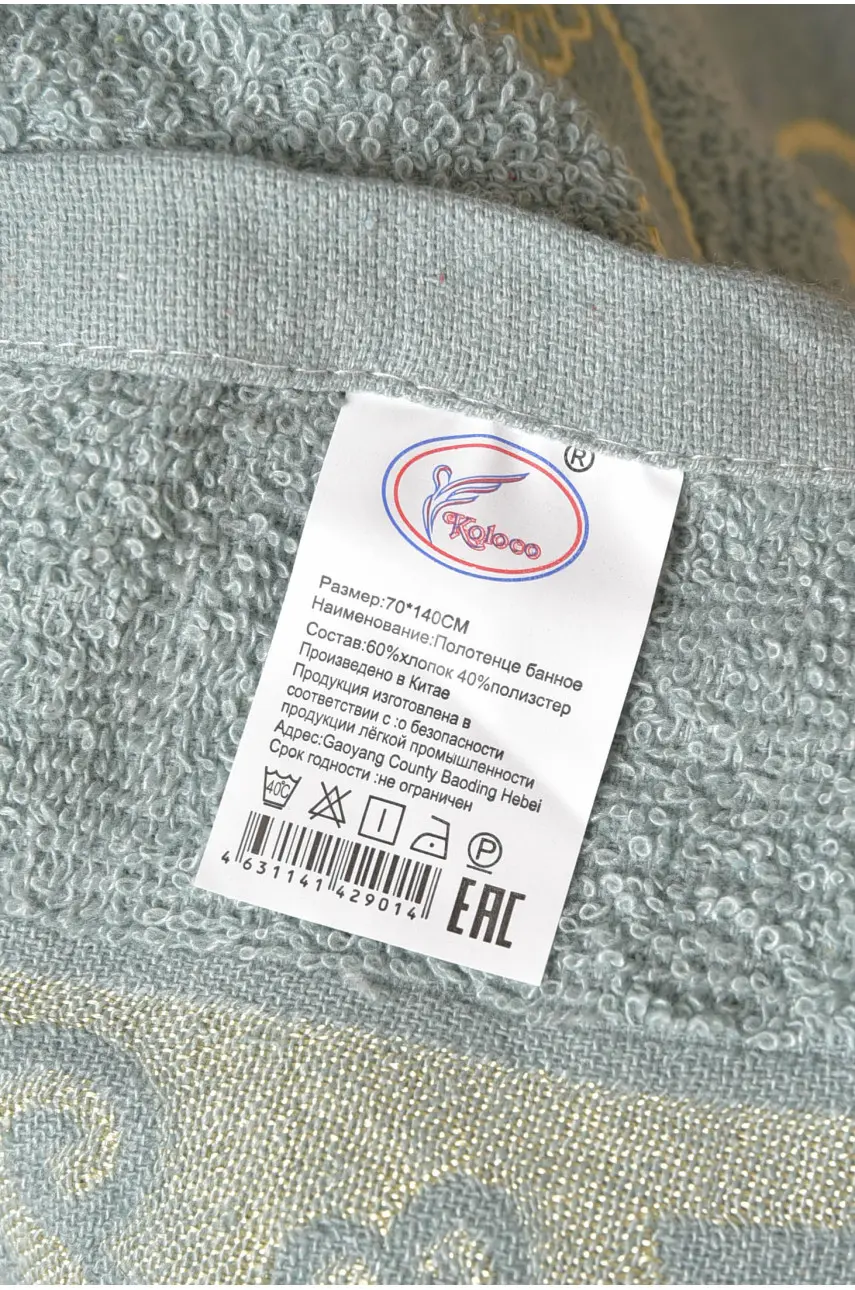 ®
Koloco
Размер:70*140СМ
Наименование:Полотенце банное
Состав:60%хлопок 40%полиэстер
Произведено в Китае
Продукция изготовлена в
соответствии с :о безопасности
продукции лёгкой промышленности
Адрес:Gaoyang County Baoding Hebei
Срок годности :не ограничен
40℃
P
4 631141 429014
EAC